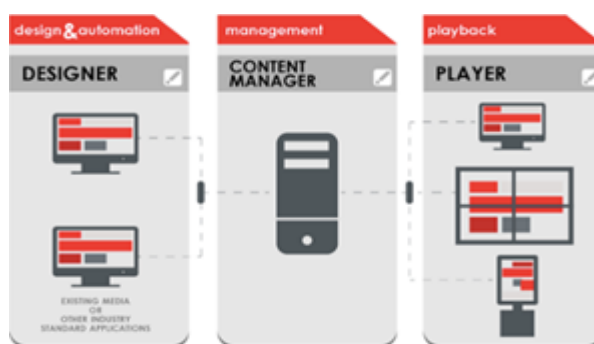 design&automation
DESIGNER
EXISTING MEDIA
OR
OTHER INDUSTRY
STANDARD APPLICATIONS
management
CONTENT
MANAGER
playback
PLAYER